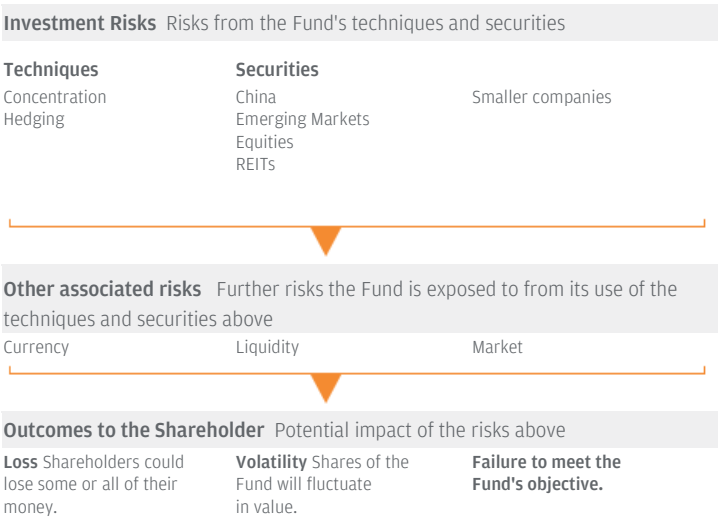 Investment Risks Risks from the Fund's techniques and securities
Techniques
Concentration
Hedging
Securities
China
Emerging Markets
Equities
REITs
Smaller companies
Other associated risks Further risks the Fund is exposed to from its use of the
techniques and securities above
Currency
Liquidity
Market
Outcomes to the Shareholder Potential impact of the risks above
Loss Shareholders could
lose some or all of their
money.
Volatility Shares of the
Fund will fluctuate
in value.
Failure to meet the
Fund's objective.